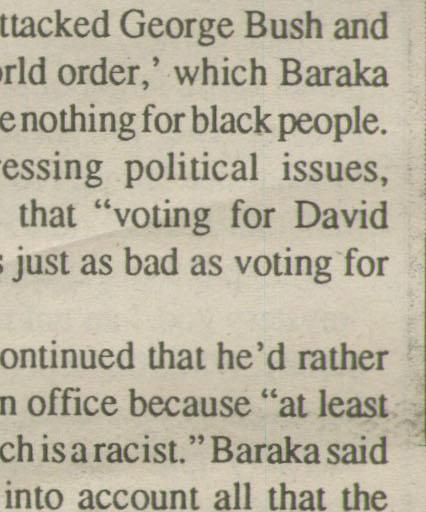 ttacked George Bush and
orld order,' which Baraka
e nothing for black people.
essing political issues,
that "voting for David
s just as bad as voting for
ontinued that he'd rather
n office because "at least
ch is a racist." Baraka said
into account all that the